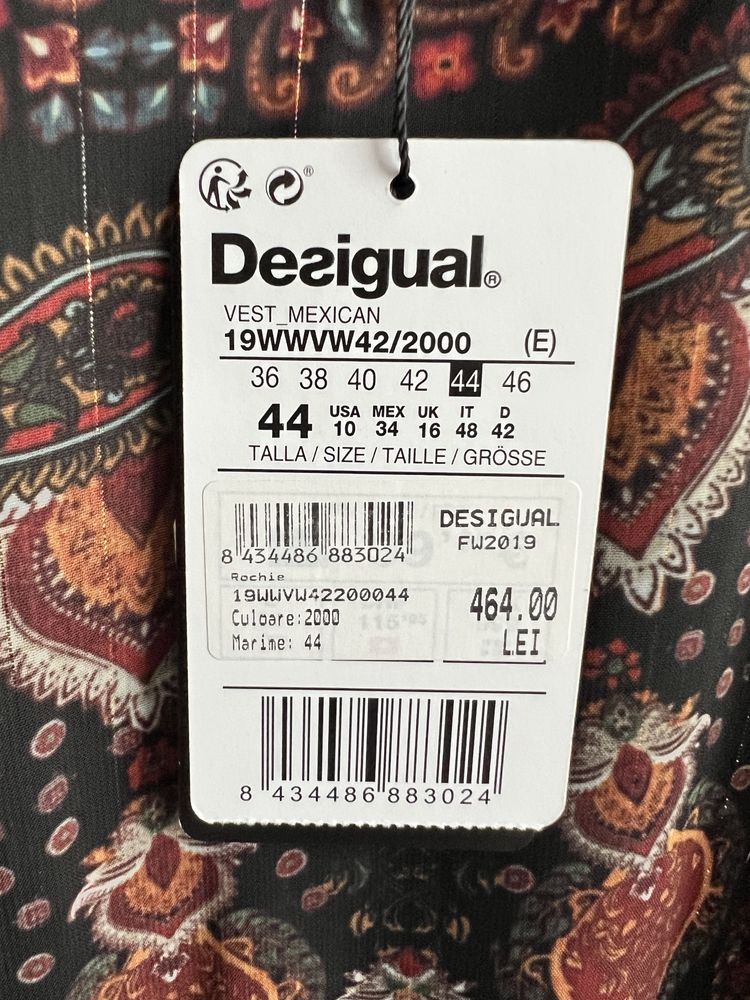 Desigual®
VEST_MEXICAN
19WWVW42/2000 (E)
36 38 40 42 44 46
44 USA 10 MEX 34 UK 16 IT 48 D 42
TALLA / SIZE / TAILLE / GRÖSSE
8 434486 883024
DESIGUAL
FW2019
Rochie
19WWVW42200044
Culoare:2000
Marime: 44
464.00
LEI
8 434486 883024